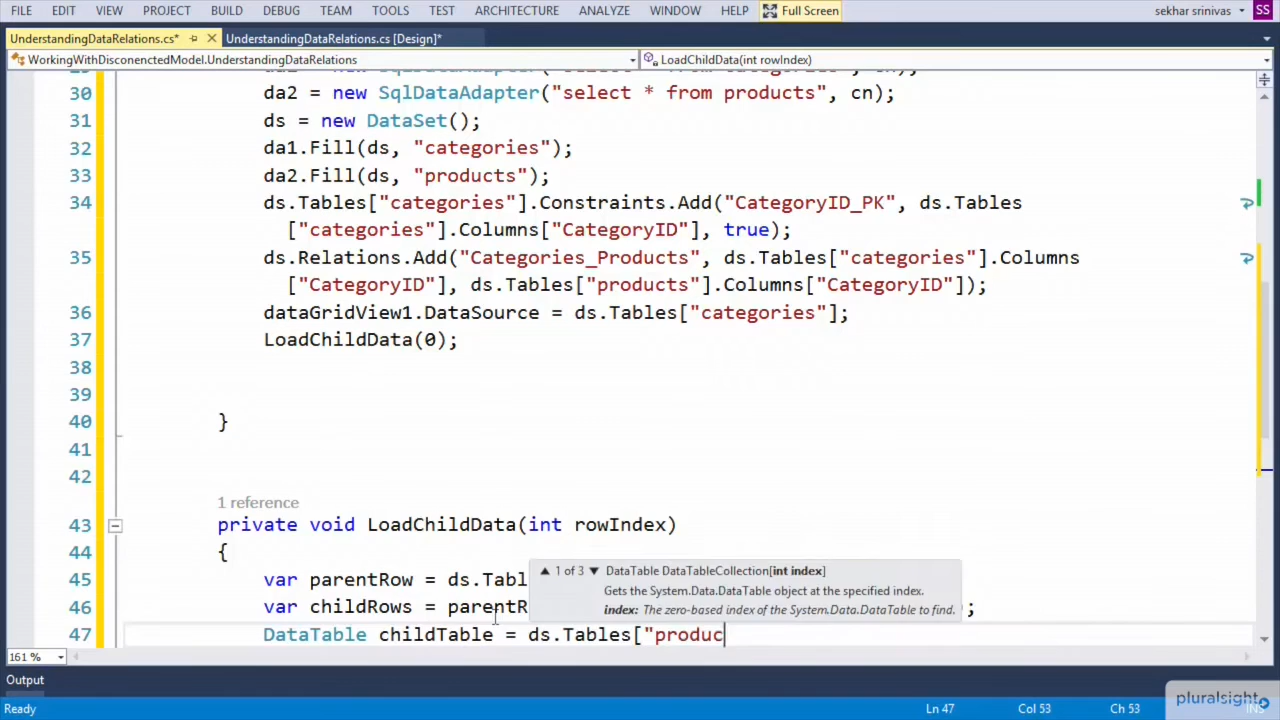 FILE EDIT VIEW PROJECT BUILD DEBUG TEAM TOOLS TEST ARCHITECTURE ANALYZE WINDOW HELP Full Screen sekhar srinivas SS
UnderstandingDataRelations.cs* UnderstandingDataRelations.cs [Design]*
WorkingWithDisconenctedModel.UnderstandingDataRelations LoadChildData(int rowIndex)
30 da2 = new SqlDataAdapter("select * from products", cn);
31 ds = new DataSet();
32 da1.Fill(ds, "categories");
33 da2.Fill(ds, "products");
34 ds.Tables["categories"].Constraints.Add("CategoryID_PK", ds.Tables
["categories"].Columns["CategoryID"], true);
35 ds.Relations.Add("Categories_Products", ds.Tables["categories"].Columns
["CategoryID"], ds.Tables["products"].Columns["CategoryID"]);
36 dataGridView1.DataSource = ds.Tables["categories"];
37 LoadChildData(0);
38
39
40 }
41
42
1 reference
43 private void LoadChildData(int rowIndex)
44 {
1 of 3 DataTable DataTableCollection[int index]
45 var parentRow = ds.Tabl
Gets the System.Data.DataTable object at the specified index.
46 var childRows = parentR ;
index: The zero-based index of the System.Data.DataTable to find.
47 DataTable childTable = ds.Tables["produc
161 %
Output
Ready Ln 47 Col 53 Ch 53 INS
pluralsight